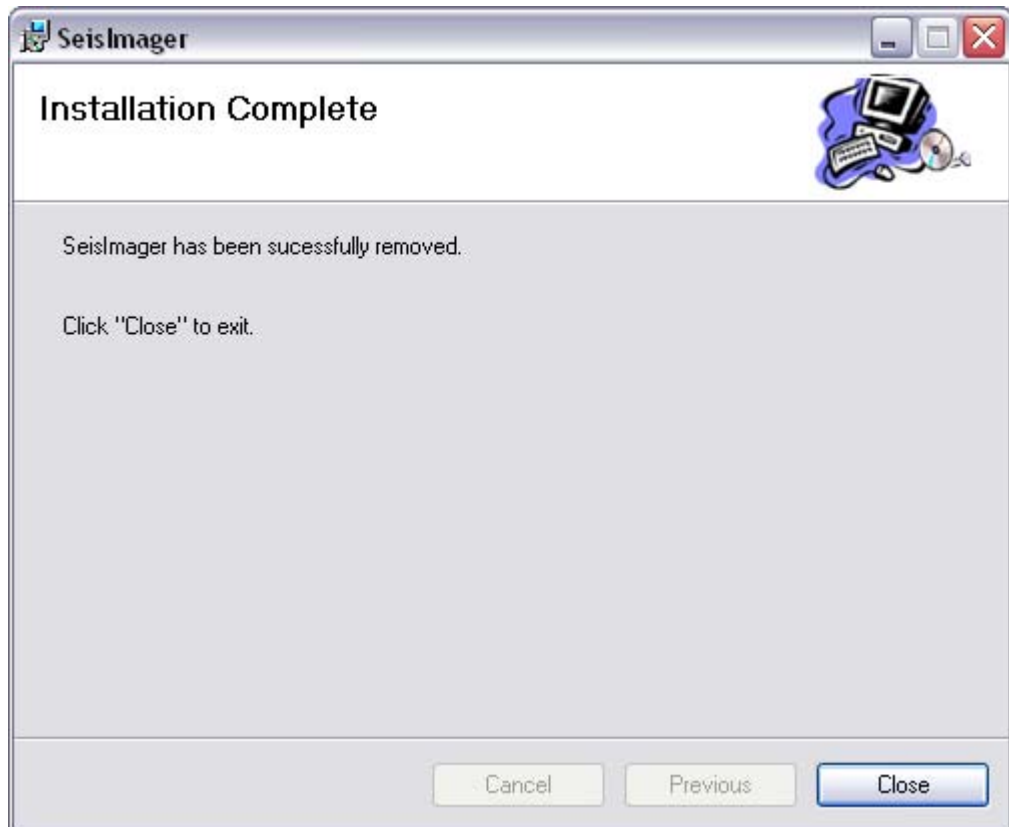 SeisImager
Installation Complete
SeisImager has been sucessfully removed.
Click "Close" to exit.
Cancel Previous Close